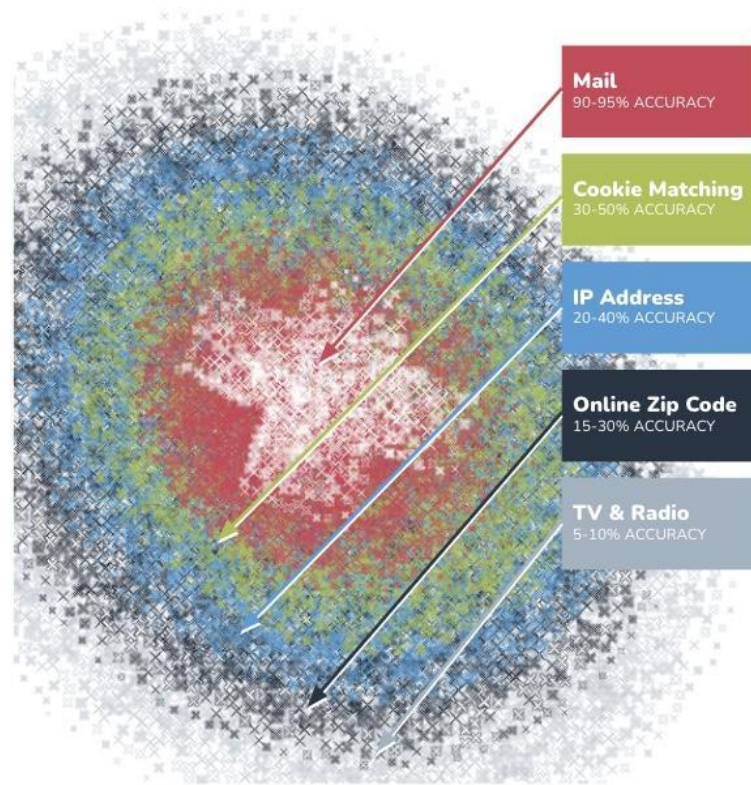 Mail
90-95% ACCURACY
Cookie Matching
30-50% ACCURACY
IP Address
20-40% ACCURACY
Online Zip Code
15-30% ACCURACY
TV & Radio
5-10% ACCURACY